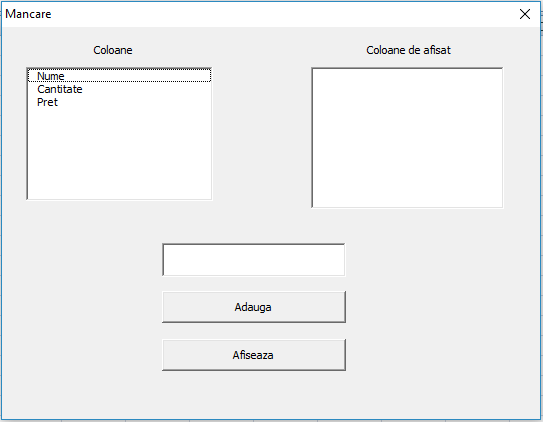 Mancare
Coloane
Coloane de afisat
Nume
Cantitate
Pret
Adauga
Afiseaza